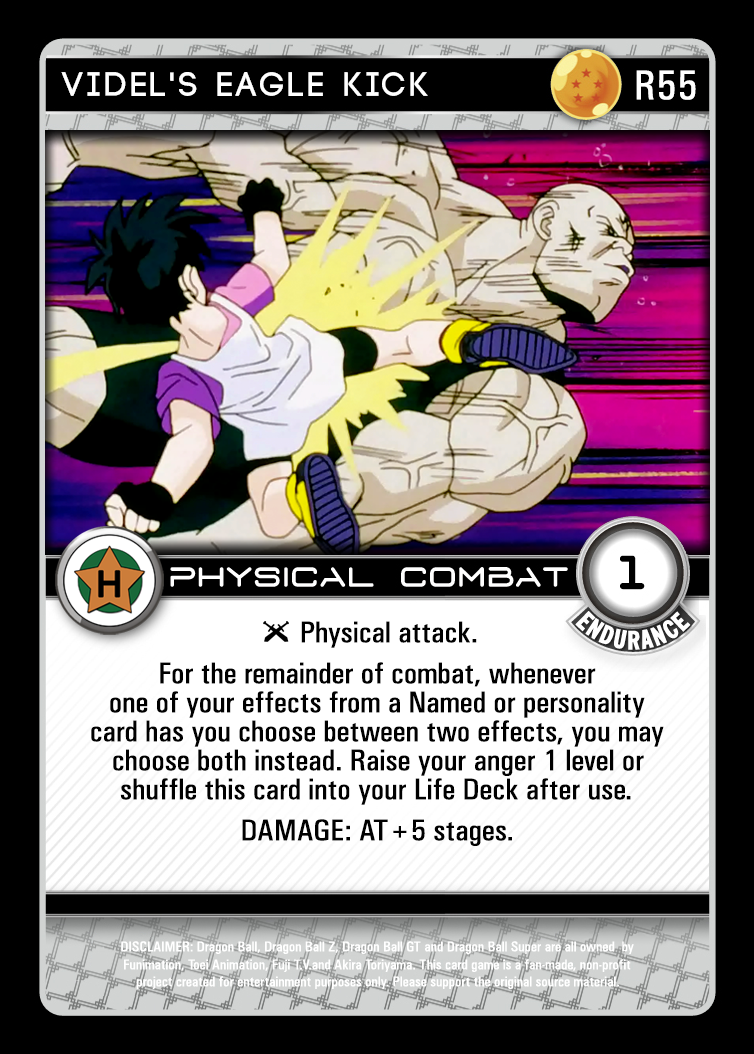 VIDEL'S EAGLE KICK R55
H PHYSICAL COMBAT 1
ENDURANCE
Physical attack.
For the remainder of combat, whenever
one of your effects from a Named or personality
card has you choose between two effects, you may
choose both instead. Raise your anger 1 level or
shuffle this card into your Life Deck after use.
DAMAGE: AT + 5 stages.
DISCLAIMER: Dragon Ball, Dragon Ball Z, Dragon Ball GT and Dragon Ball Super are all owned by
Funimation, Toei Animation, Fuji T.V.and Akira Toriyama. This card game is a fan-made, non-profit
project created for entertainment purposes only. Please support the original source material.